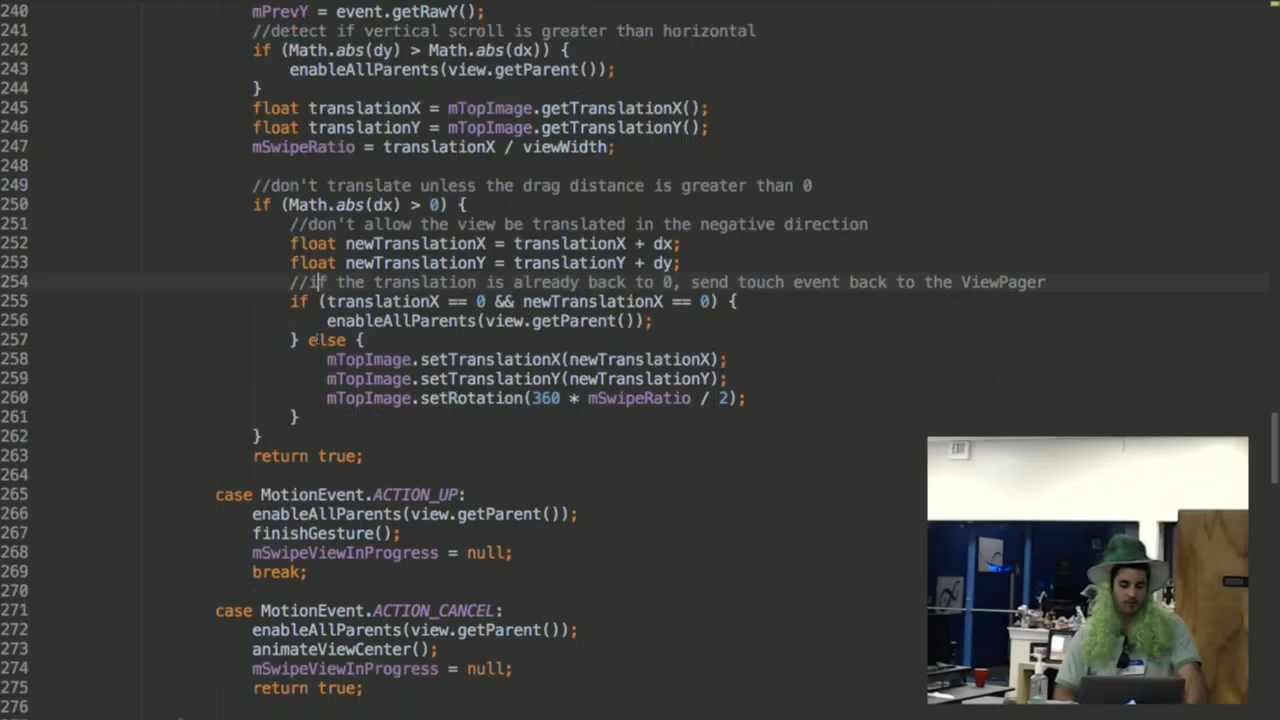 240 mPrevY = event.getRawY();
241 //detect if vertical scroll is greater than horizontal
242 if (Math.abs(dy) > Math.abs(dx)) {
243 enableAllParents(view.getParent());
244 }
245 float translationX = mTopImage.getTranslationX();
246 float translationY = mTopImage.getTranslationY();
247 mSwipeRatio = translationX / viewWidth;
248
249 //don't translate unless the drag distance is greater than 0
250 if (Math.abs(dx) > 0) {
251 //don't allow the view be translated in the negative direction
252 float newTranslationX = translationX + dx;
253 float newTranslationY = translationY + dy;
254 //if the translation is already back to 0, send touch event back to the ViewPager
255 if (translationX == 0 && newTranslationX == 0) {
256 enableAllParents(view.getParent());
257 } else {
258 mTopImage.setTranslationX(newTranslationX);
259 mTopImage.setTranslationY(newTranslationY);
260 mTopImage.setRotation(360 * mSwipeRatio / 2);
261 }
262 }
263 return true;
264
265 case MotionEvent.ACTION_UP:
266 enableAllParents(view.getParent());
267 finishGesture();
268 mSwipeViewInProgress = null;
269 break;
270
271 case MotionEvent.ACTION_CANCEL:
272 enableAllParents(view.getParent());
273 animateViewCenter();
274 mSwipeViewInProgress = null;
275 return true;
276
EXIT